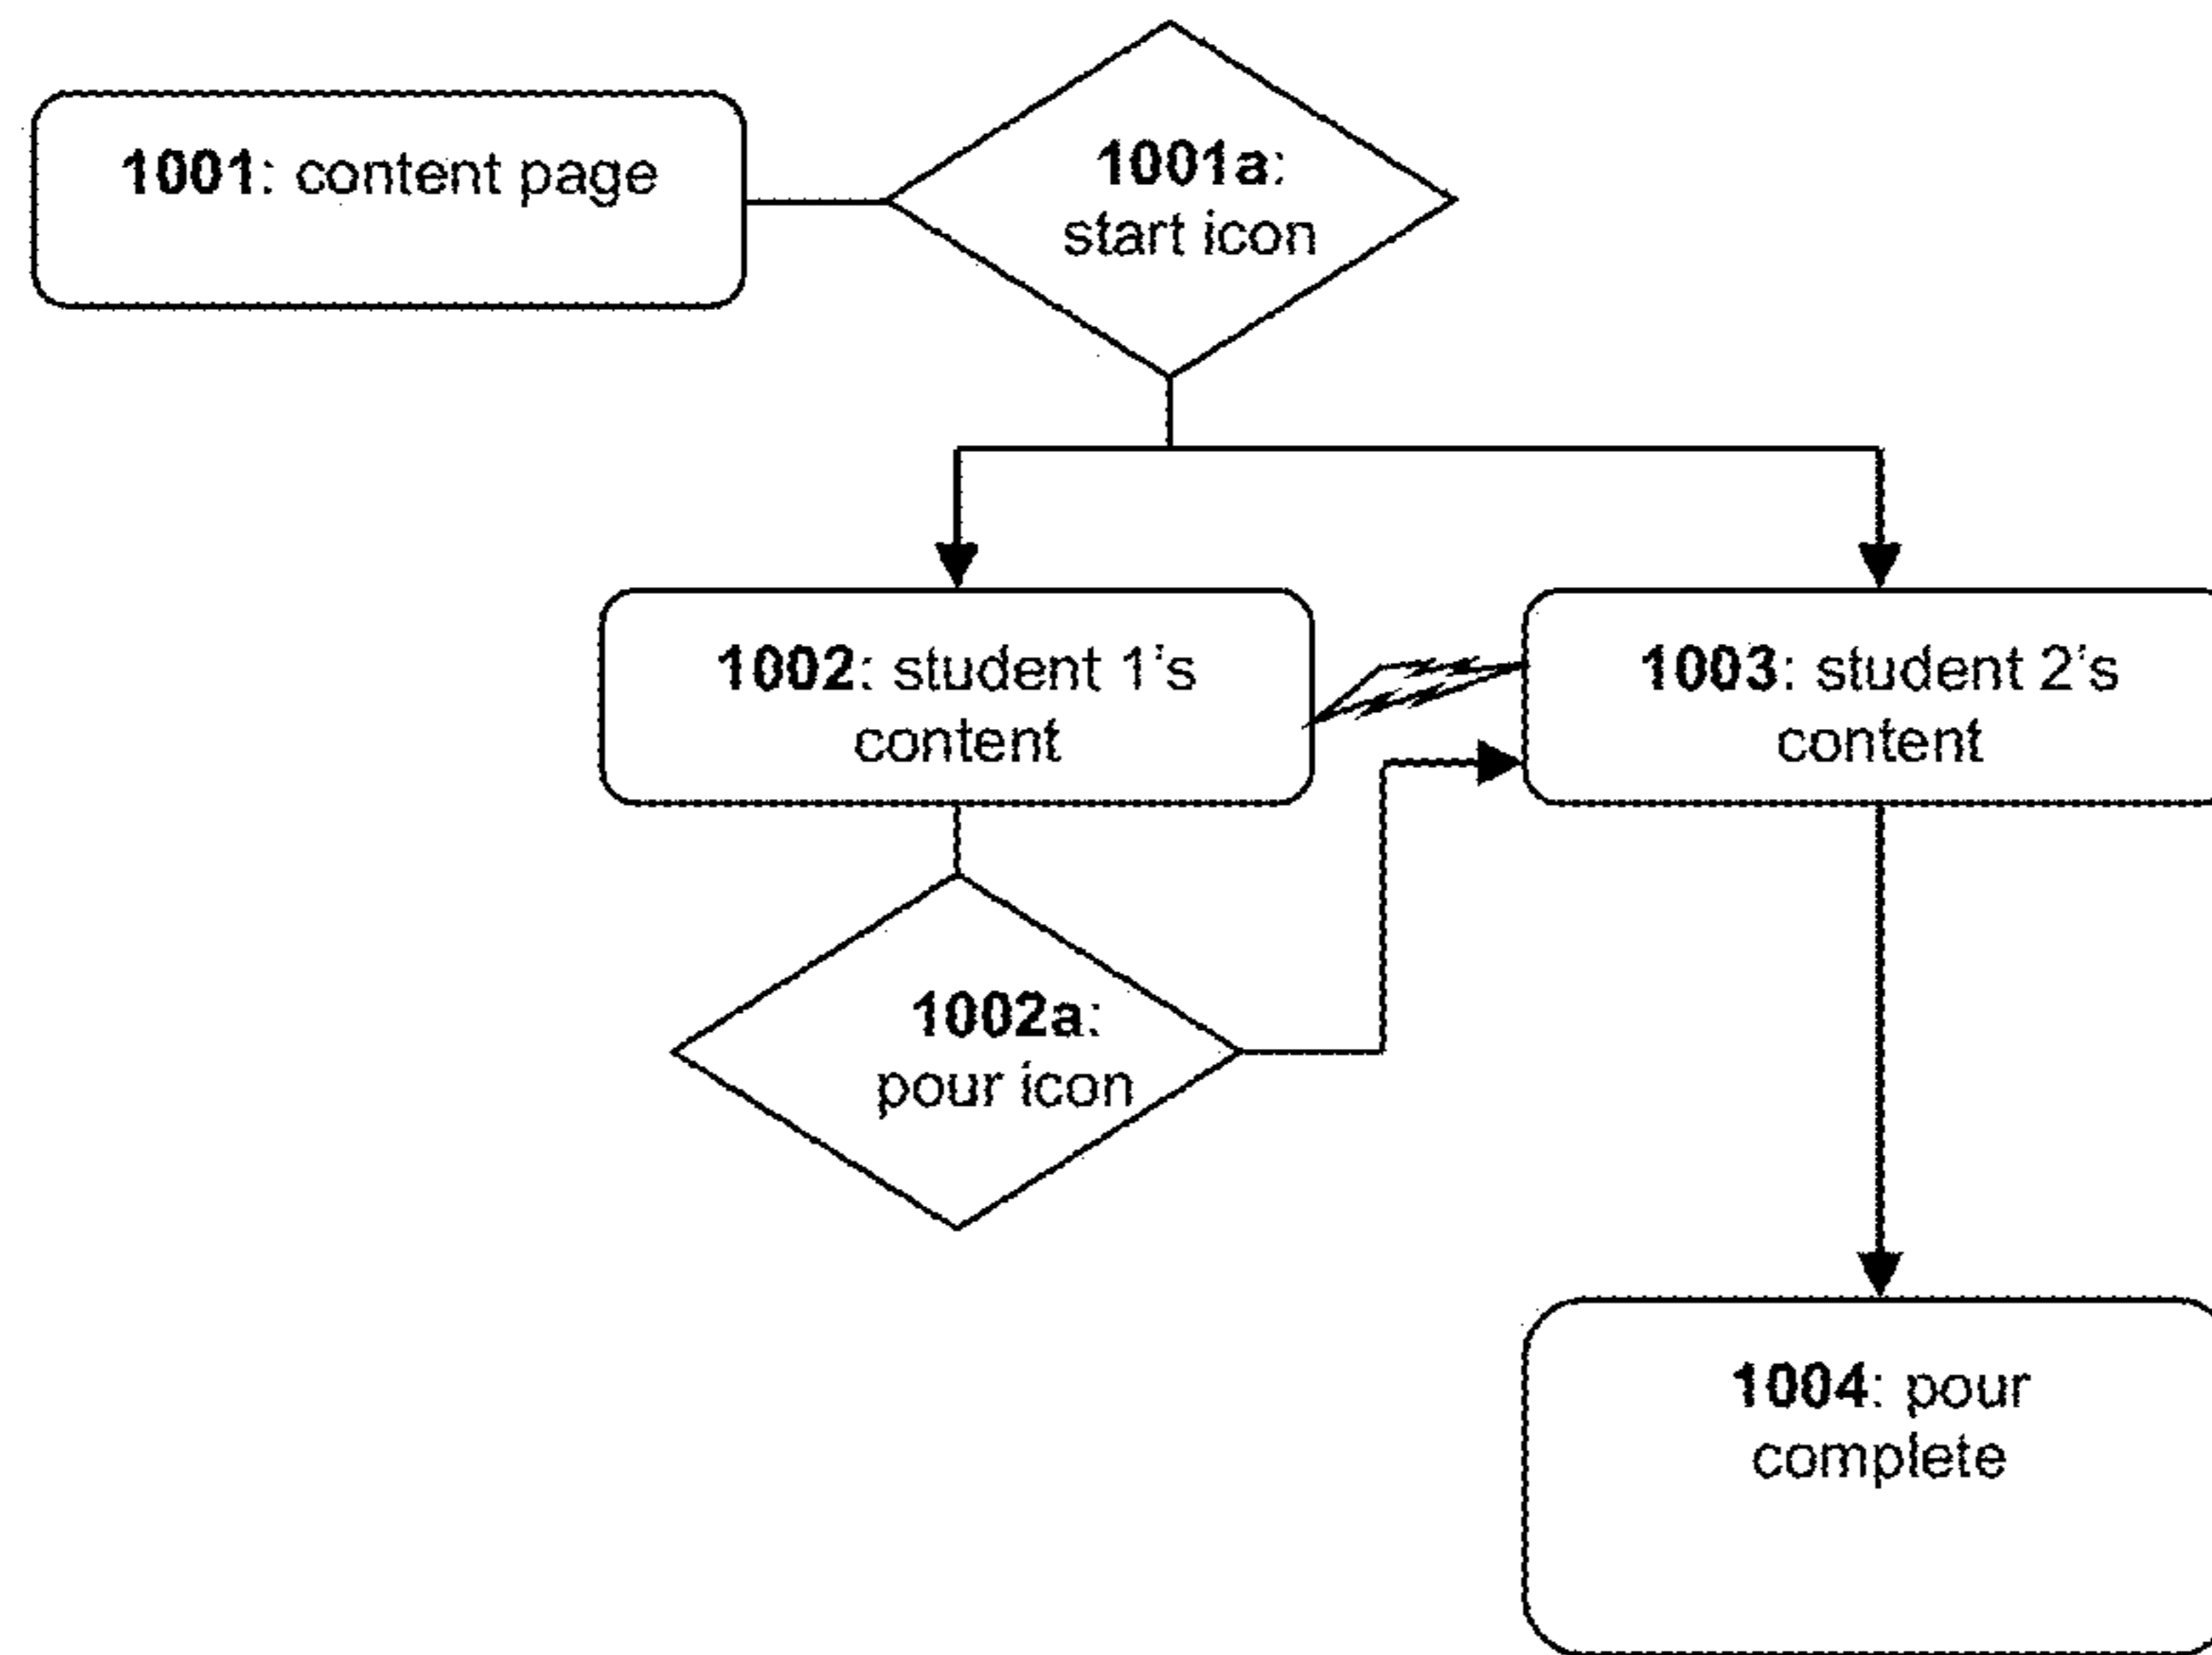 1001: content page
1001a:
start icon
1002: student 1's
content
1003: student 2's
content
1002a:
pour icon
1004: pour
complete